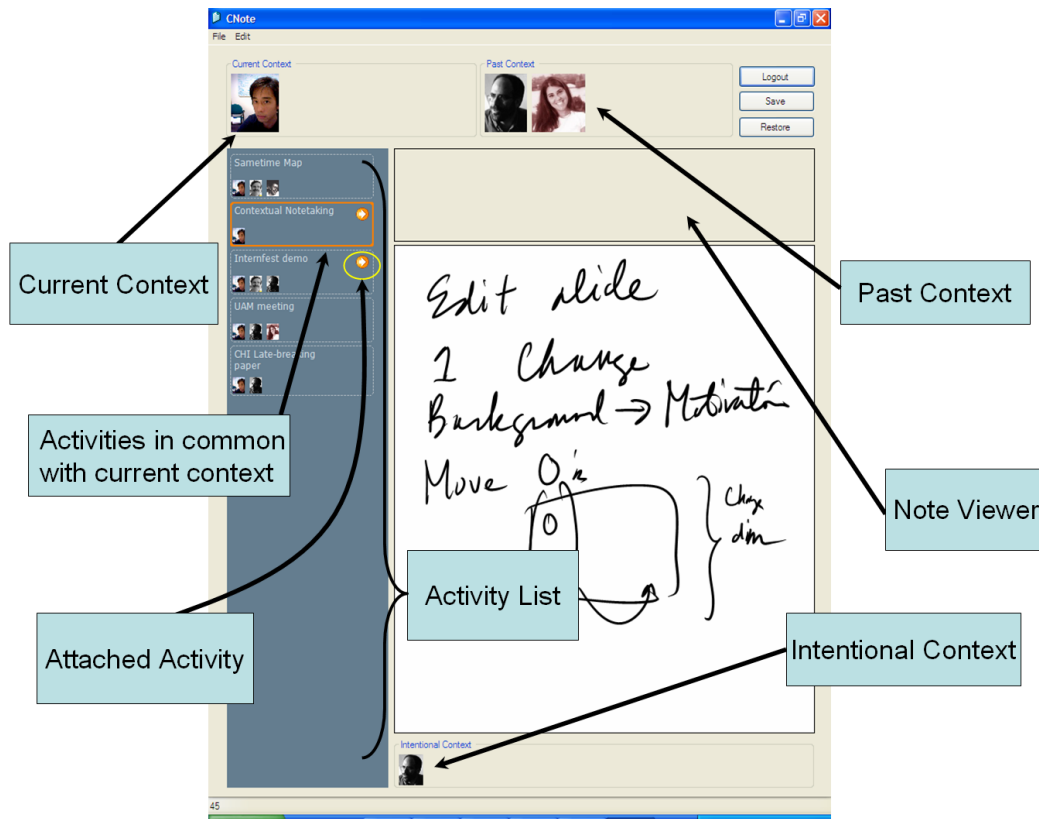 CNote
File Edit
Current Context
Past Context
Logout
Save
Restore
Sametime Map
Contextual Notetaking
Internfest demo
UAM meeting
CHI Late-breaking
paper
Edit slide
1 Change
Background → Motivation
Move O's
O
Change
dim
Intentional Context
45
Current Context
Past Context
Activities in common
with current context
Note Viewer
Activity List
Attached Activity
Intentional Context